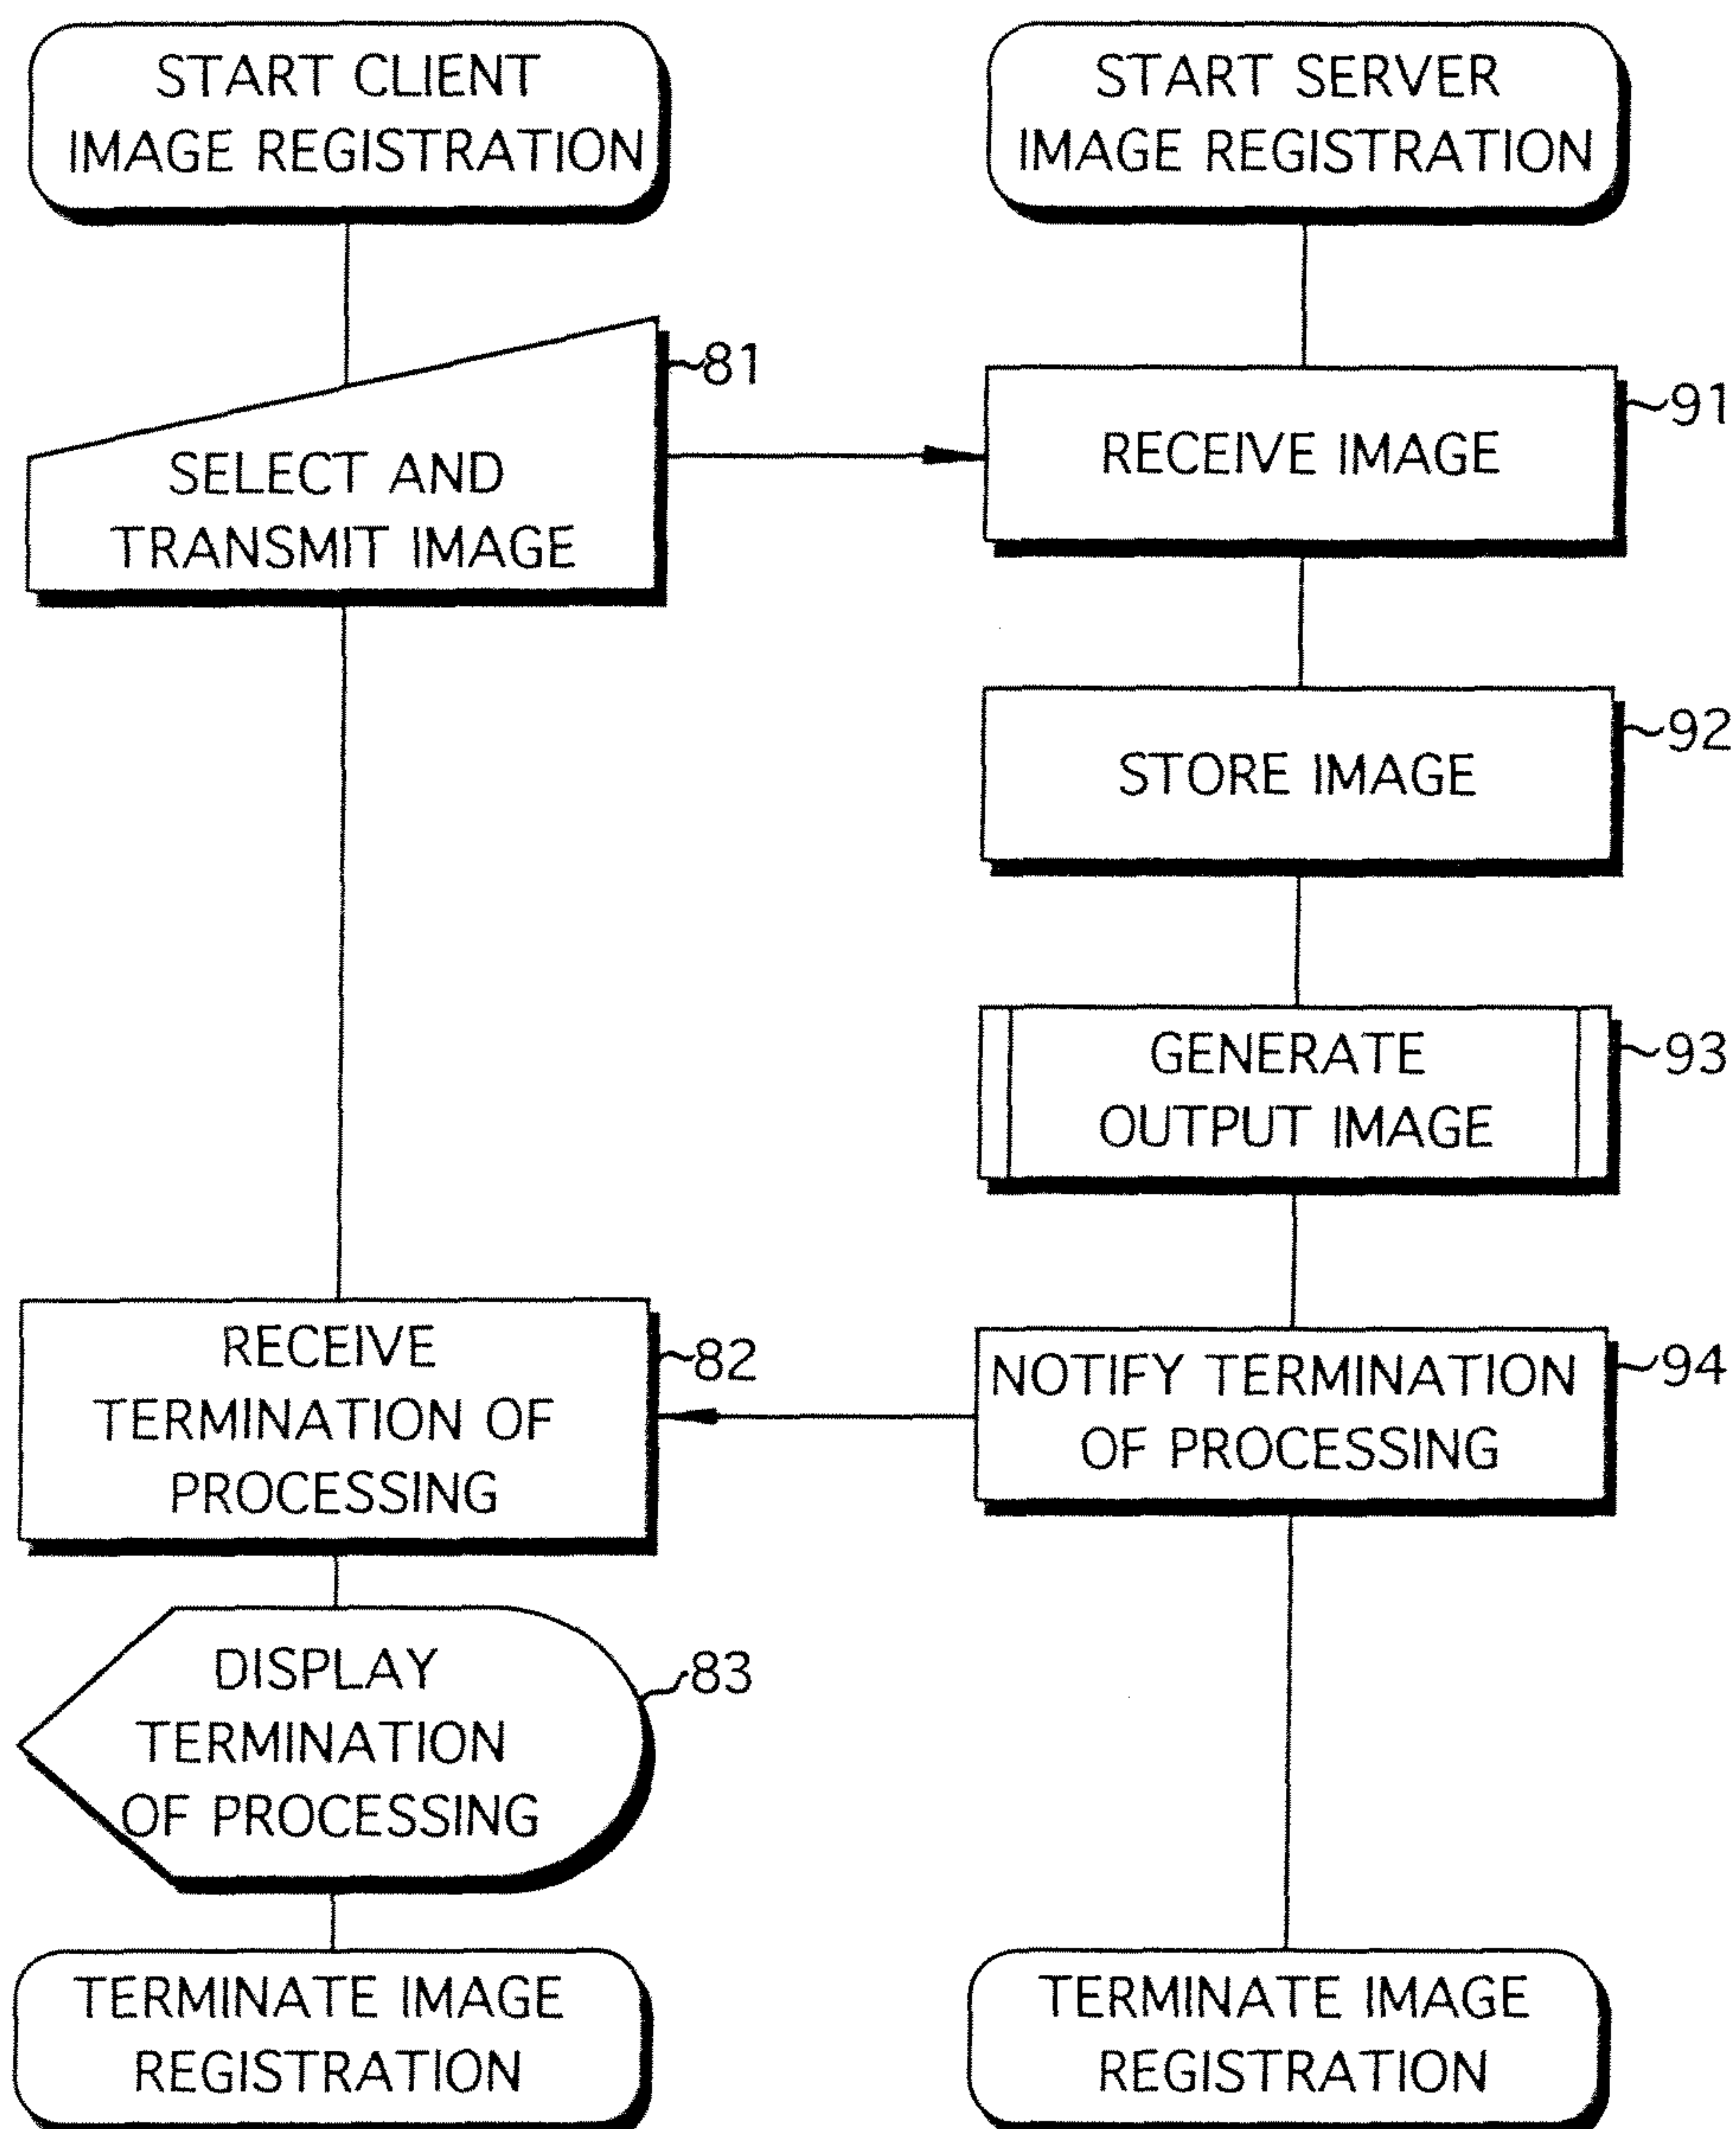 START CLIENT
IMAGE REGISTRATION
81
SELECT AND
TRANSMIT IMAGE
RECEIVE
TERMINATION OF
PROCESSING
82
DISPLAY
TERMINATION
OF PROCESSING
83
TERMINATE IMAGE
REGISTRATION
START SERVER
IMAGE REGISTRATION
91
RECEIVE IMAGE
92
STORE IMAGE
GENERATE
OUTPUT IMAGE
93
NOTIFY TERMINATION
OF PROCESSING
94
TERMINATE IMAGE
REGISTRATION